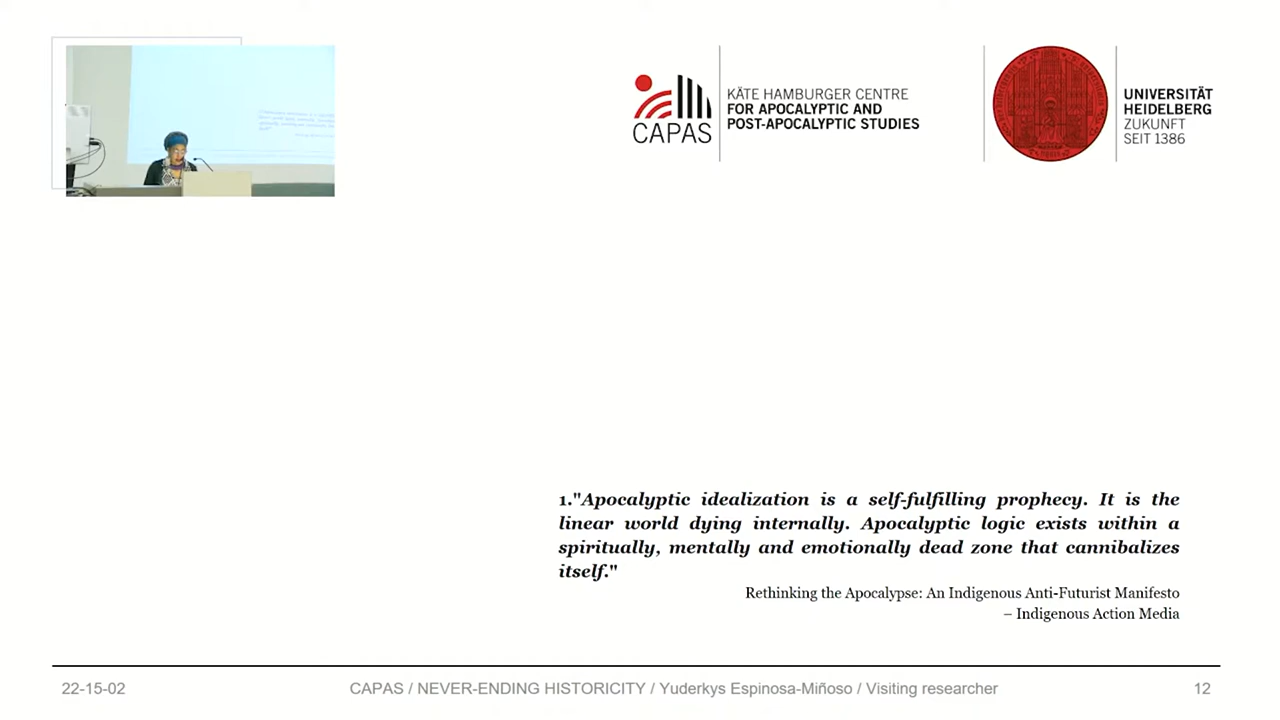 CAPAS
KÄTE HAMBURGER CENTRE
FOR APOCALYPTIC AND
POST-APOCALYPTIC STUDIES
UNIVERSITÄT
HEIDELBERG
ZUKUNFT
SEIT 1386
1."Apocalyptic idealization is a self-fulfilling prophecy. It is the
linear world dying internally. Apocalyptic logic exists within a
spiritually, mentally and emotionally dead zone that cannibalizes
itself."
Rethinking the Apocalypse: An Indigenous Anti-Futurist Manifesto
– Indigenous Action Media
22-15-02
CAPAS / NEVER-ENDING HISTORICITY / Yuderkys Espinosa-Miñoso / Visiting researcher
12